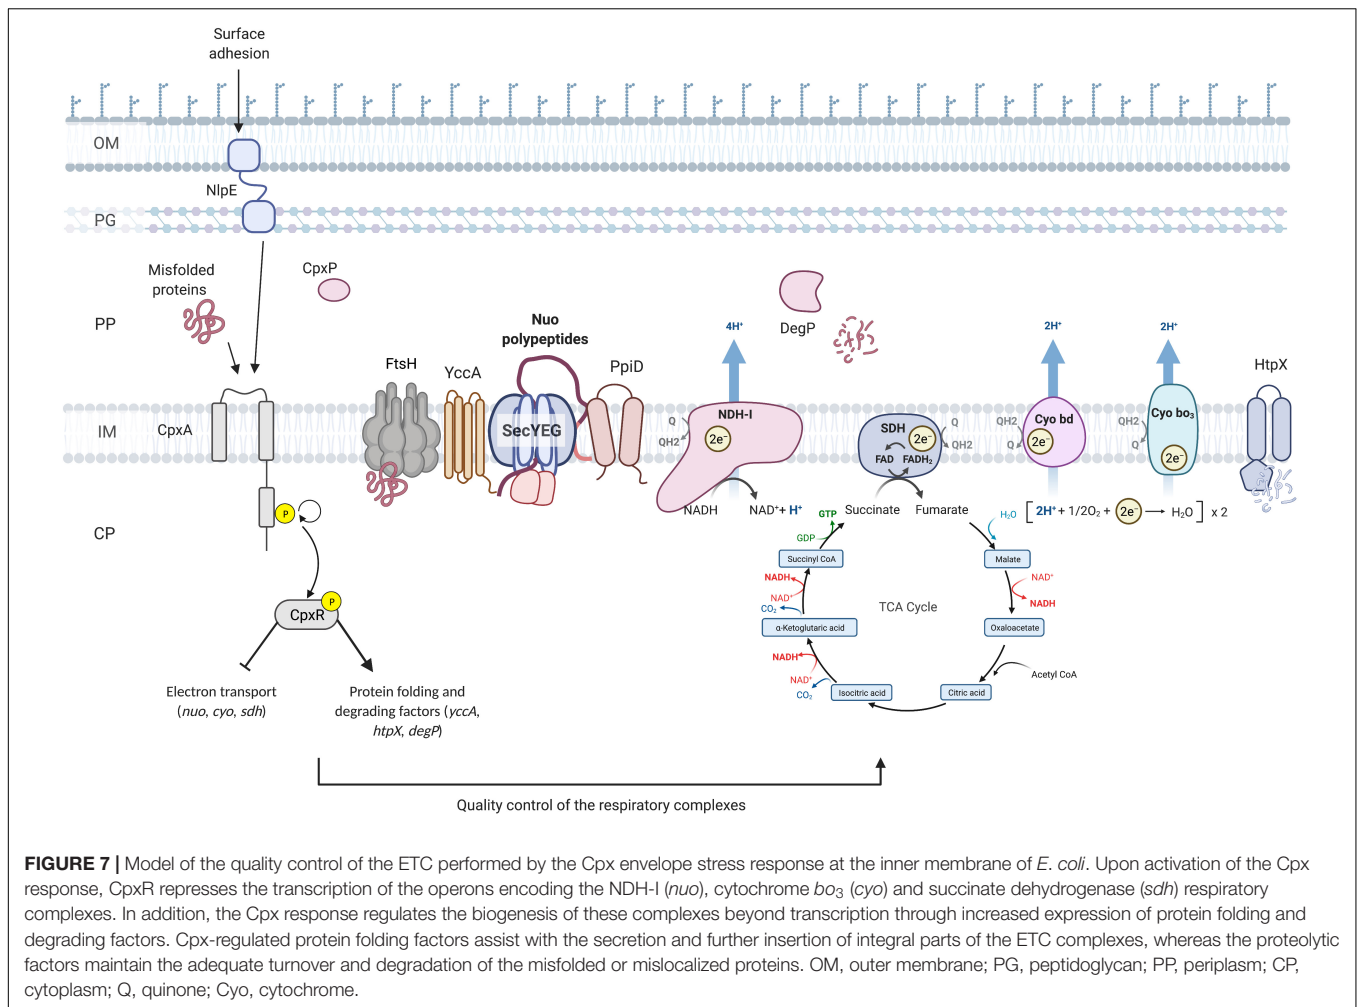 Surface
adhesion
OM
NlpE
PG
Misfolded
proteins
CpxP
PP
DegP
4H⁺
2H⁺
2H⁺
Nuo
polypeptides
FtsH
YccA
PpiD
HtpX
CpxA
IM
SecYEG
NDH-I
Q
QH2
2e⁻
SDH
2e⁻
FAD
FADH₂
Q
QH2
QH2
Q
Cyo bd
2e⁻
QH2
Q
Cyo bo₃
2e⁻
NADH
NAD⁺+ H⁺
Succinate
Fumarate
[2H⁺ + 1/2O₂ + 2e⁻ → H₂O] x 2
P
CP
GTP
GDP
H₂O
Succinyl CoA
Malate
NADH
NAD⁺
CO₂
NAD⁺
NADH
TCA Cycle
α-Ketoglutaric acid
Oxaloacetate
NADH
NAD⁺
CO₂
Acetyl CoA
Isocitric acid
Citric acid
P
CpxR
Electron transport
(nuo, cyo, sdh)
Protein folding and
degrading factors (yccA,
htpX, degP)
Quality control of the respiratory complexes
FIGURE 7 | Model of the quality control of the ETC performed by the Cpx envelope stress response at the inner membrane of E. coli. Upon activation of the Cpx
response, CpxR represses the transcription of the operons encoding the NDH-I (nuo), cytochrome bo₃ (cyo) and succinate dehydrogenase (sdh) respiratory
complexes. In addition, the Cpx response regulates the biogenesis of these complexes beyond transcription through increased expression of protein folding and
degrading factors. Cpx-regulated protein folding factors assist with the secretion and further insertion of integral parts of the ETC complexes, whereas the proteolytic
factors maintain the adequate turnover and degradation of the misfolded or mislocalized proteins. OM, outer membrane; PG, peptidoglycan; PP, periplasm; CP,
cytoplasm; Q, quinone; Cyo, cytochrome.